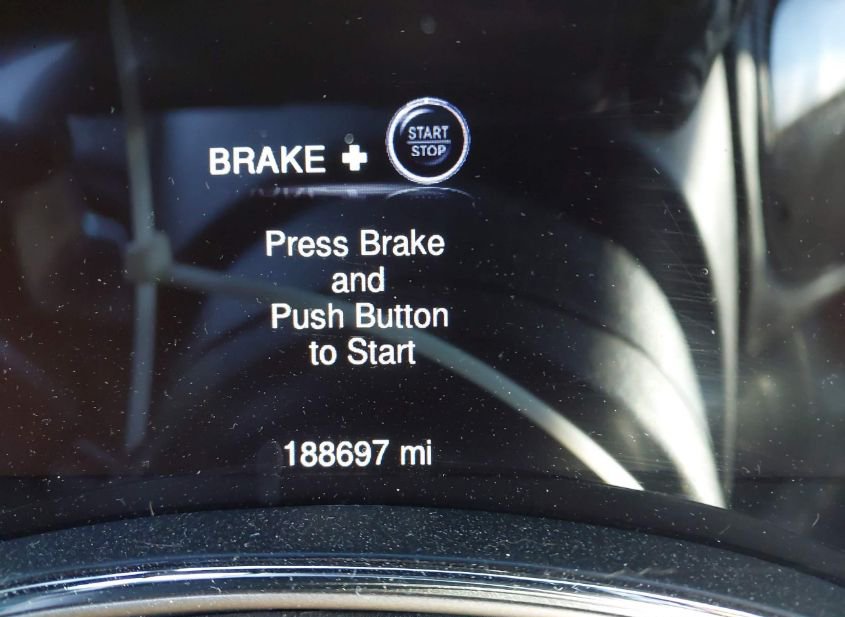 BRAKE + START
STOP
Press Brake
and
Push Button
to Start
188697 mi